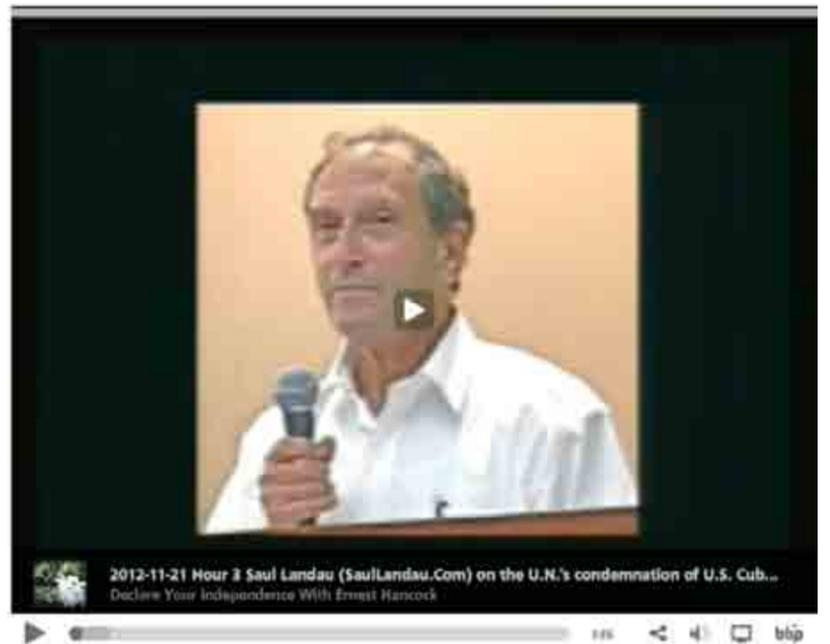 2012-11-21 Hour 3 Saul Landau (SaulLandau.Com) on the U.N.'s condemnation of U.S. Cub...
Declare Your Independence With Ernest Hancock
blip